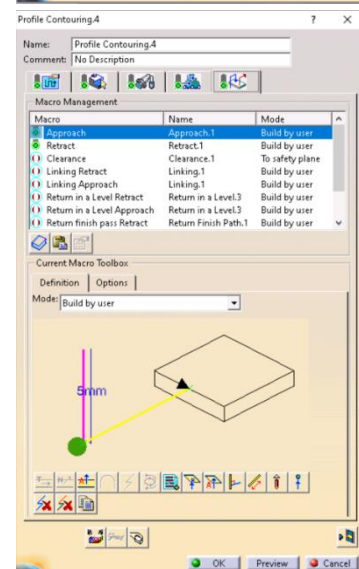 Profile Contouring.4 ? X
Name: Profile Contouring.4
Comment: No Description
Macro Management
Macro Name Mode
Approach Approach.1 Build by user
Retract Retract.1 Build by user
Clearance Clearance.1 To safety plane
Linking Retract Linking.1 Build by user
Linking Approach Linking.1 Build by user
Return in a Level Retract Return in a Level.3 Build by user
Return in a Level Approach Return in a Level.3 Build by user
Return finish pass Retract Return Finish Path.1 Build by user
Current Macro Toolbox
Definition Options
Mode: Build by user
5mm
OK Preview Cancel